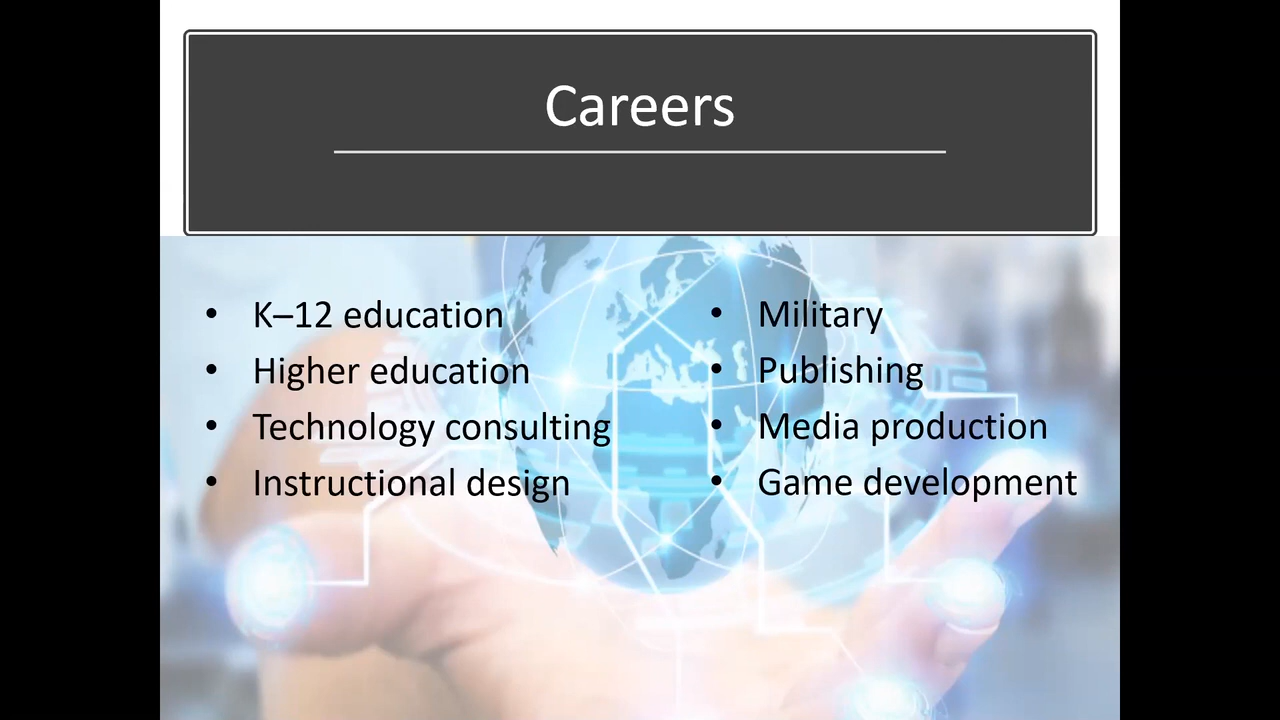 Careers
• K–12 education
• Higher education
• Technology consulting
• Instructional design
• Military
• Publishing
• Media production
• Game development